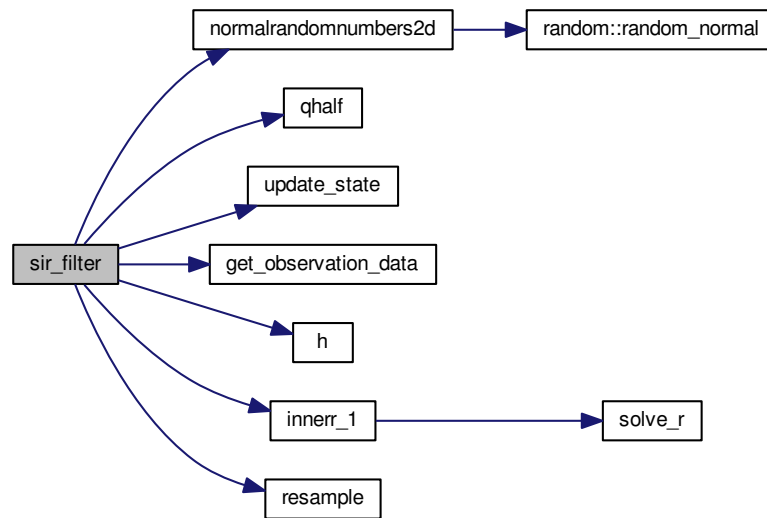 normalrandomnumbers2d
random::random_normal
qhalf
update_state
sir_filter
get_observation_data
h
innerr_1
solve_r
resample